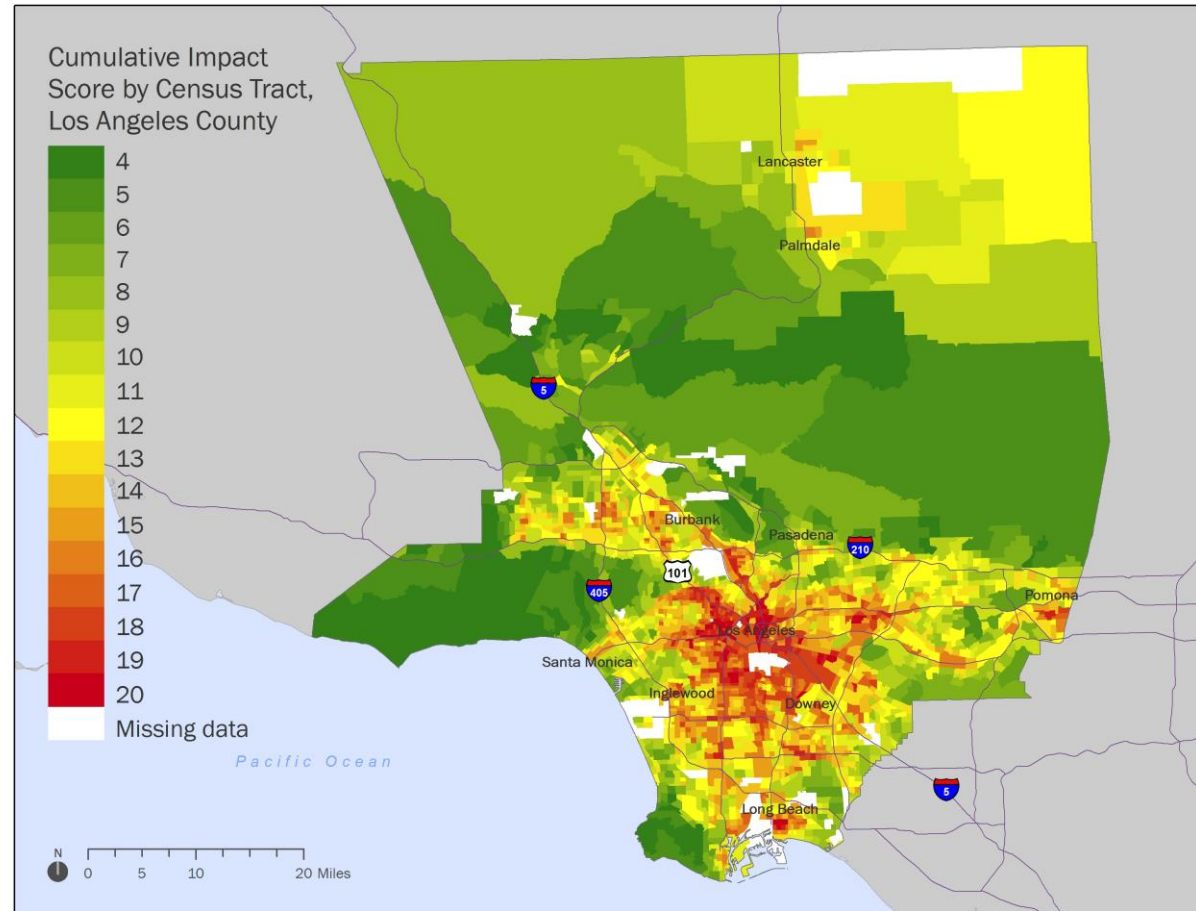 Cumulative Impact
Score by Census Tract,
Los Angeles County
4
5
6
7
8
9
10
11
12
13
14
15
16
17
18
19
20
Missing data
Lancaster
Palmdale
5
Burbank
Pasadena
210
101
405
Pomona
Los Angeles
Santa Monica
Inglewood
Downey
Pacific Ocean
5
Long Beach
N
0 5 10 20 Miles